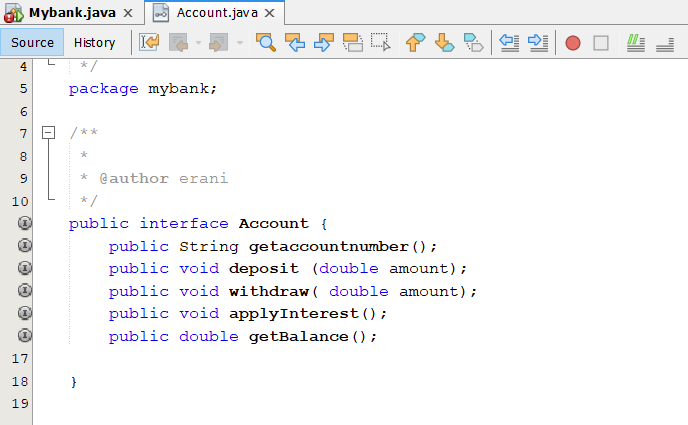 Mybank.java Account.java
Source History
4 */
5 package mybank;
6
7 /**
8 *
9 * @author erani
10 */
public interface Account {
public String getaccountnumber();
public void deposit (double amount);
public void withdraw( double amount);
public void applyInterest();
public double getBalance();
17
18 }
19